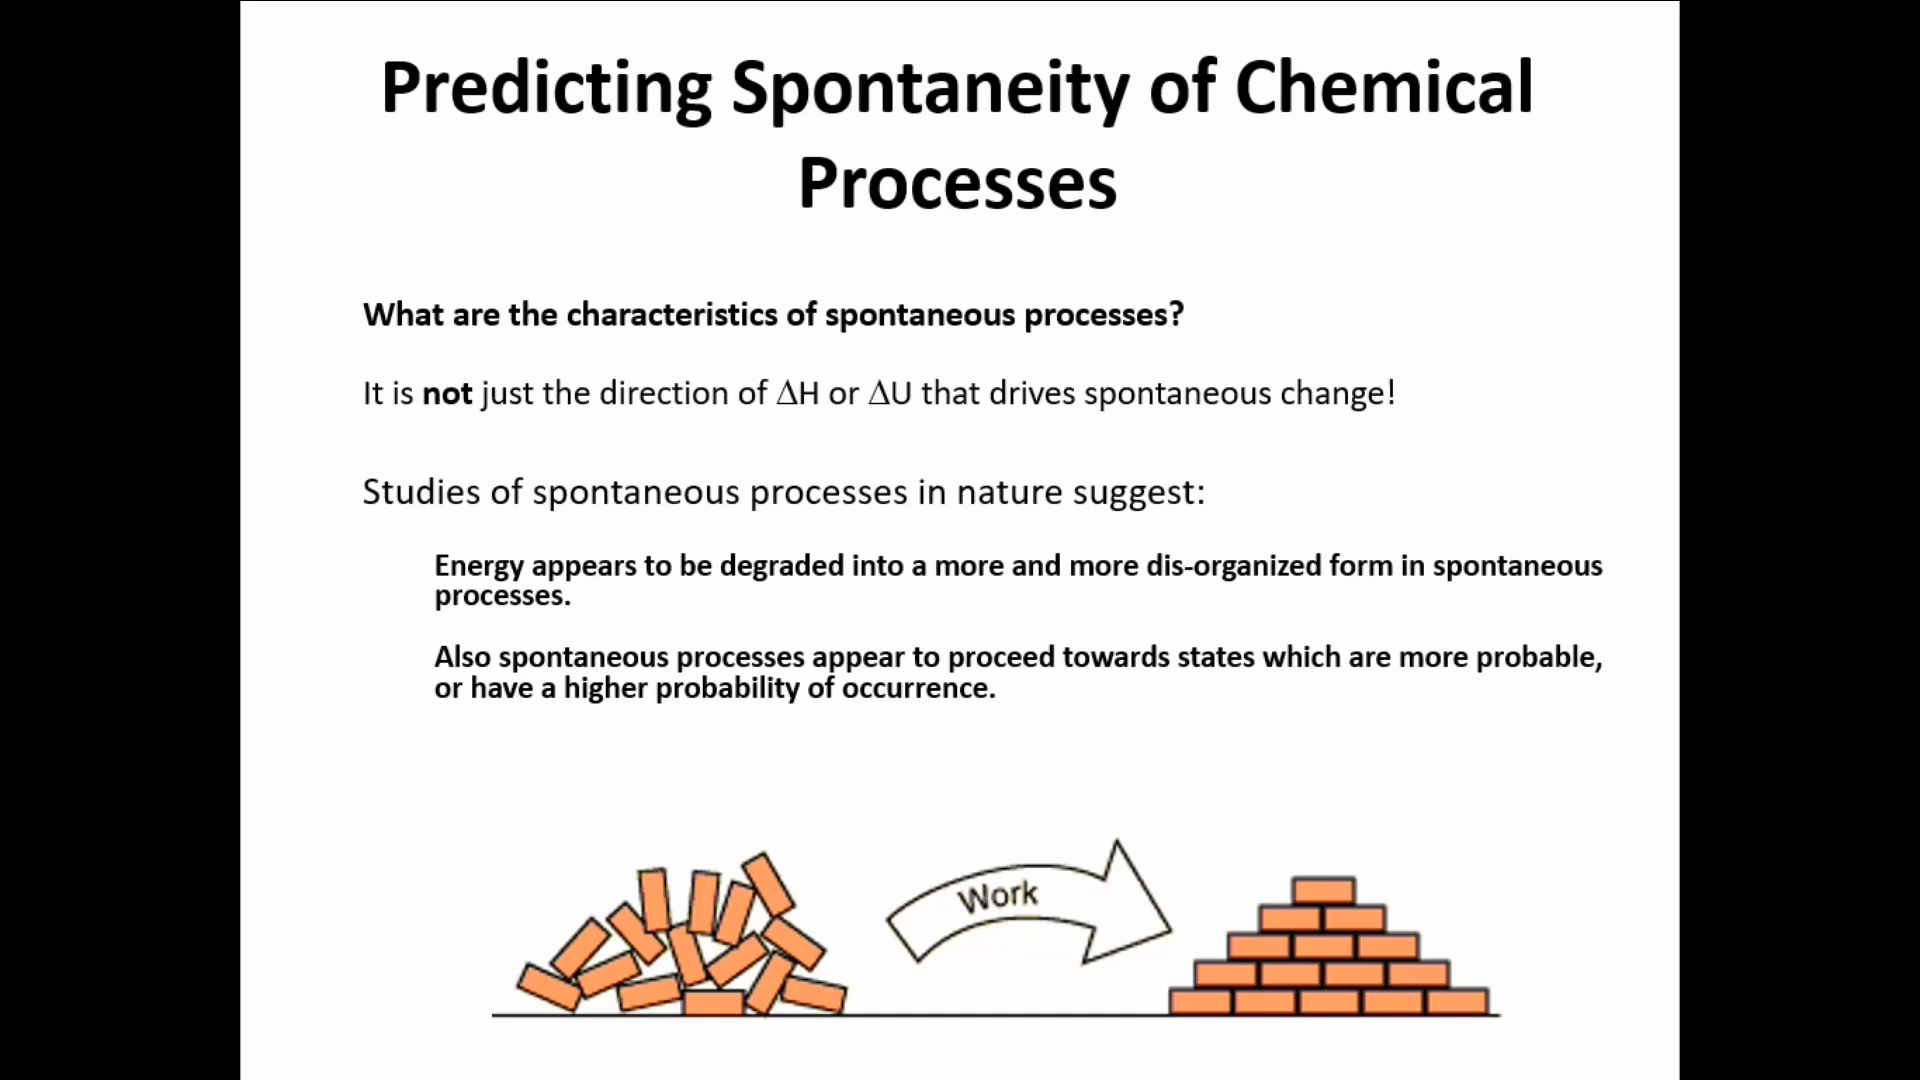 Predicting Spontaneity of Chemical
Processes
What are the characteristics of spontaneous processes?
It is not just the direction of ΔH or ΔU that drives spontaneous change!
Studies of spontaneous processes in nature suggest:
Energy appears to be degraded into a more and more dis-organized form in spontaneous
processes.
Also spontaneous processes appear to proceed towards states which are more probable,
or have a higher probability of occurrence.
Work